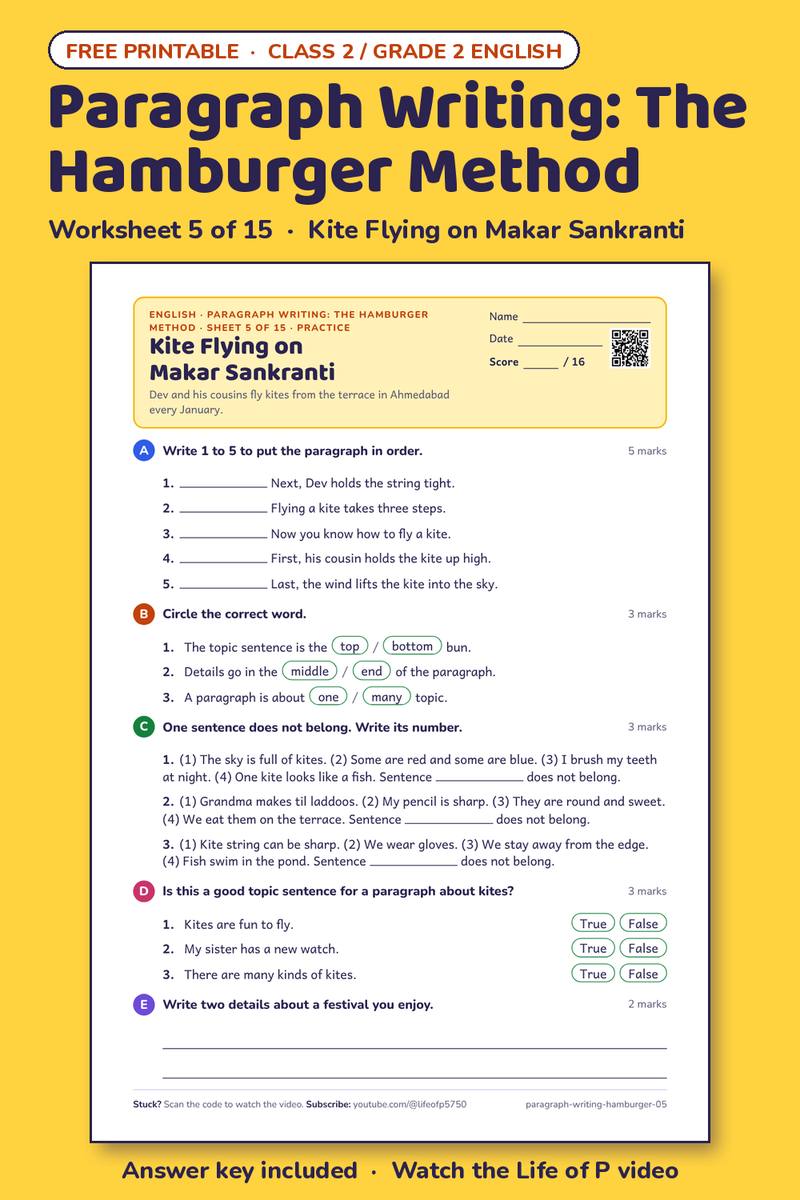 FREE PRINTABLE · CLASS 2 / GRADE 2 ENGLISH
Paragraph Writing: The
Hamburger Method
Worksheet 5 of 15 · Kite Flying on Makar Sankranti
ENGLISH · PARAGRAPH WRITING: THE HAMBURGER
METHOD · SHEET 5 OF 15 · PRACTICE
Kite Flying on
Makar Sankranti
Dev and his cousins fly kites from the terrace in Ahmedabad
every January.
Name
Date
Score / 16
A Write 1 to 5 to put the paragraph in order. 5 marks
1. Next, Dev holds the string tight.
2. Flying a kite takes three steps.
3. Now you know how to fly a kite.
4. First, his cousin holds the kite up high.
5. Last, the wind lifts the kite into the sky.
B Circle the correct word. 3 marks
1. The topic sentence is the top / bottom bun.
2. Details go in the middle / end of the paragraph.
3. A paragraph is about one / many topic.
C One sentence does not belong. Write its number. 3 marks
1. (1) The sky is full of kites. (2) Some are red and some are blue. (3) I brush my teeth
at night. (4) One kite looks like a fish. Sentence does not belong.
2. (1) Grandma makes til laddoos. (2) My pencil is sharp. (3) They are round and sweet.
(4) We eat them on the terrace. Sentence does not belong.
3. (1) Kite string can be sharp. (2) We wear gloves. (3) We stay away from the edge.
(4) Fish swim in the pond. Sentence does not belong.
D Is this a good topic sentence for a paragraph about kites? 3 marks
1. Kites are fun to fly. True False
2. My sister has a new watch. True False
3. There are many kinds of kites. True False
E Write two details about a festival you enjoy. 2 marks
Stuck? Scan the code to watch the video. Subscribe: youtube.com/@lifeofp5750 paragraph-writing-hamburger-05
Answer key included · Watch the Life of P video